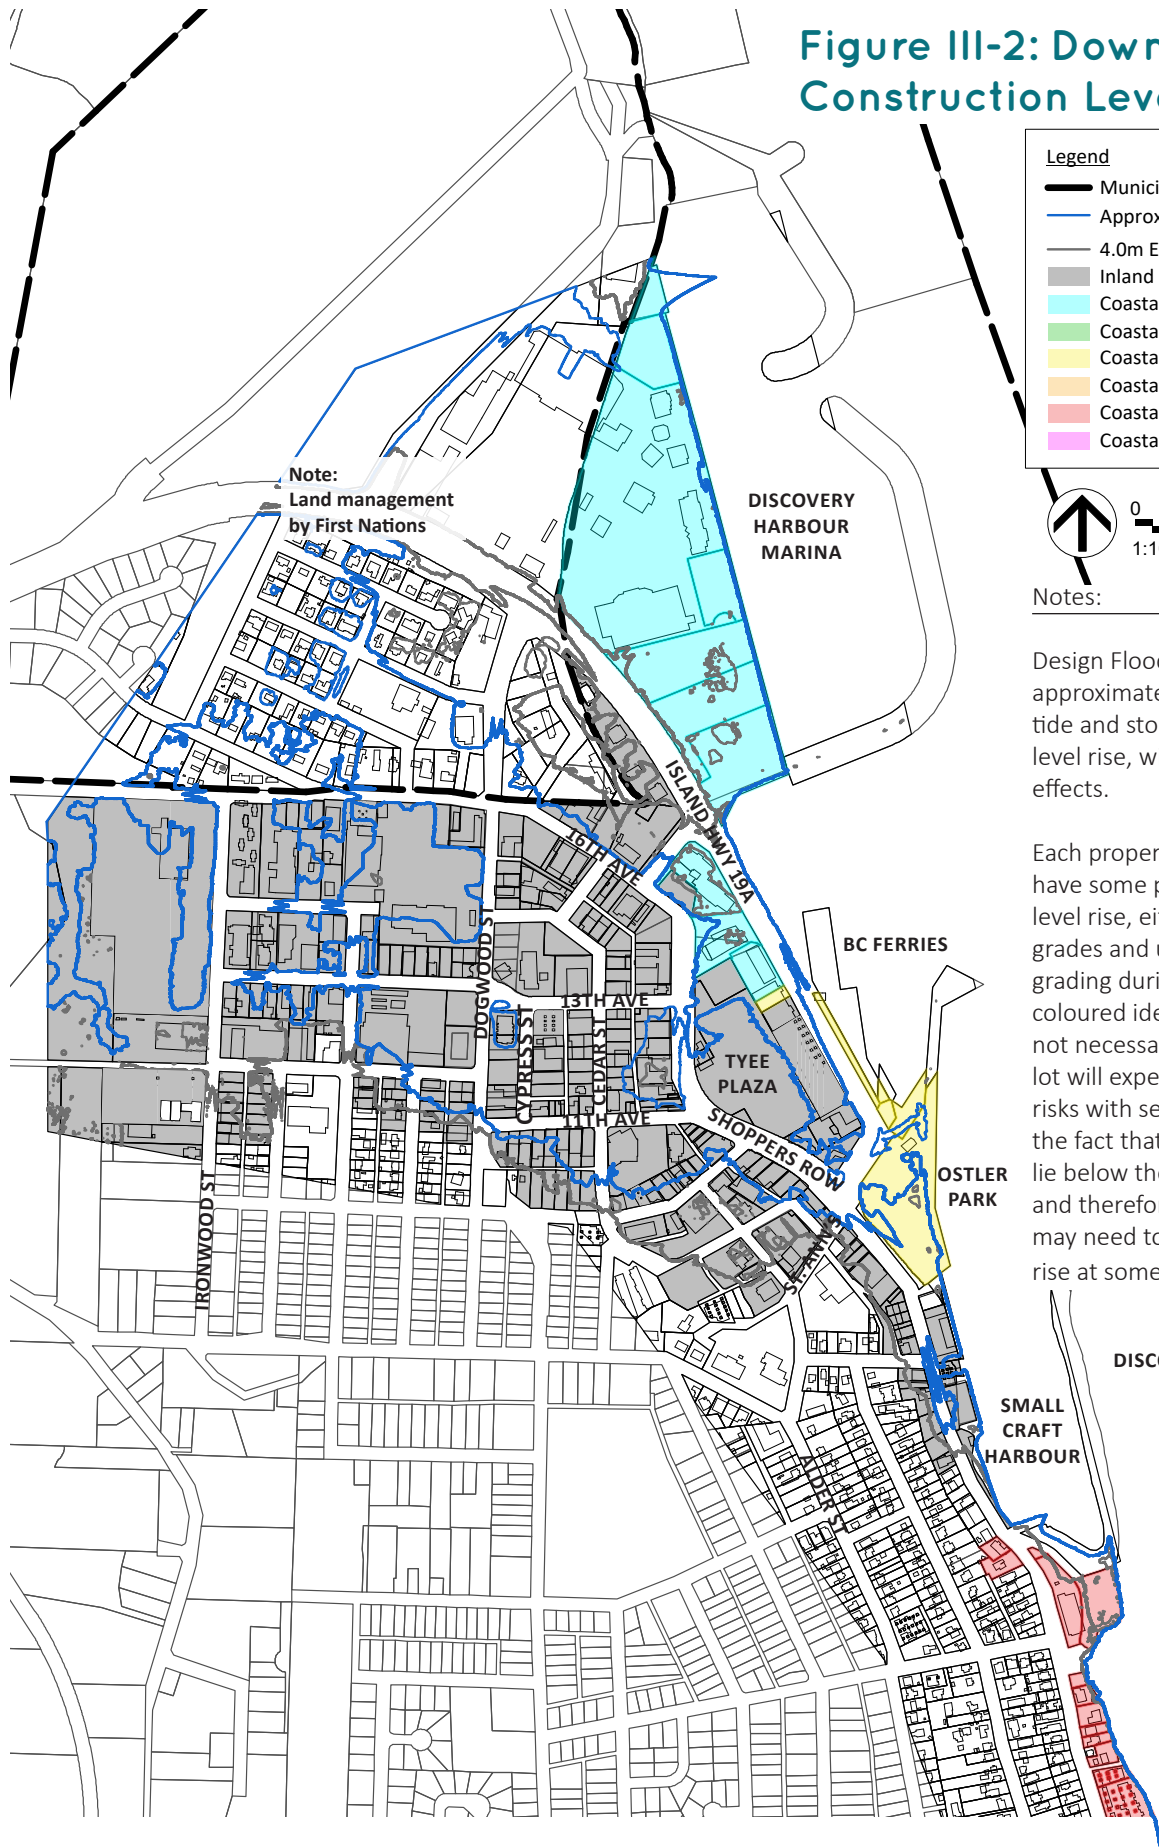 Figure III-2: Down
Construction Leve
Legend
Munici
Approx
4.0m E
Inland
Coasta
Coasta
Coasta
Coasta
Coasta
Coasta
0
1:1
Notes:
Design Flood
approximate
tide and sto
level rise, w
effects.
Each proper
have some p
level rise, ei
grades and u
grading duri
coloured ide
not necessa
lot will expe
risks with se
the fact that
lie below the
and therefor
may need to
rise at some
Note:
Land management
by First Nations
DISCOVERY
HARBOUR
MARINA
ISLAND HWY 19A
16TH AVE
BC FERRIES
DOGWOOD ST
13TH AVE
CYPRESS ST
CEDAR ST
TYEE
PLAZA
11TH AVE
SHOPPERS ROW
OSTLER
PARK
IRONWOOD ST
ST. ANN'S
DISCO
SMALL
CRAFT
HARBOUR
ALDER ST